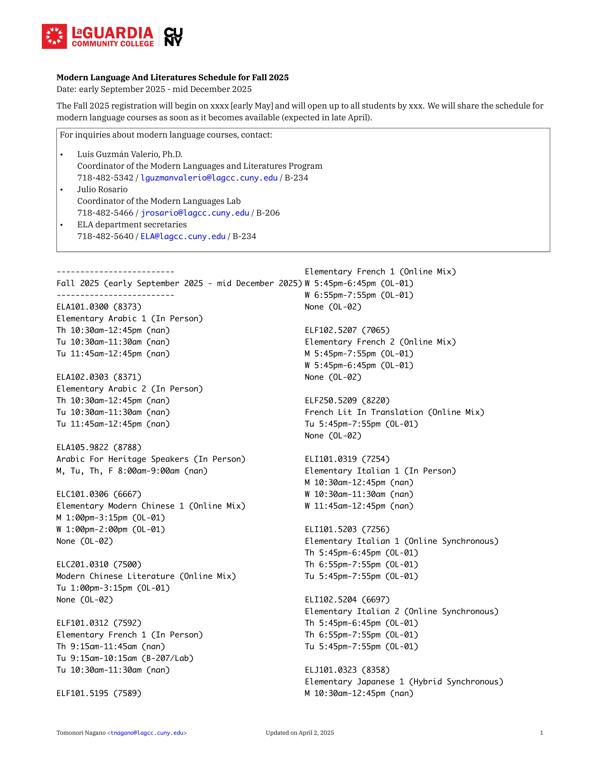 LAGUARDIA
COMMUNITY COLLEGE
CU
NY
Modern Language And Literatures Schedule for Fall 2025
Date: early September 2025 - mid December 2025
The Fall 2025 registration will begin on xxxx [early May] and will open up to all students by xxx. We will share the schedule for
modern language courses as soon as it becomes available (expected in late April).
For inquiries about modern language courses, contact:
• Luis Guzmán Valerio, Ph.D.
Coordinator of the Modern Languages and Literatures Program
718-482-5342 / lguzmanvalerio@lagcc.cuny.edu / B-234
• Julio Rosario
Coordinator of the Modern Languages Lab
718-482-5466 / jrosario@lagcc.cuny.edu / B-206
• ELA department secretaries
718-482-5640 / ELA@lagcc.cuny.edu / B-234
-------------------------
Fall 2025 (early September 2025 - mid December 2025)
-------------------------
ELA101.0300 (8373)
Elementary Arabic 1 (In Person)
Th 10:30am-12:45pm (nan)
Tu 10:30am-11:30am (nan)
Tu 11:45am-12:45pm (nan)
ELA102.0303 (8371)
Elementary Arabic 2 (In Person)
Th 10:30am-12:45pm (nan)
Tu 10:30am-11:30am (nan)
Tu 11:45am-12:45pm (nan)
ELA105.9822 (8788)
Arabic For Heritage Speakers (In Person)
M, Tu, Th, F 8:00am-9:00am (nan)
ELC101.0306 (6667)
Elementary Modern Chinese 1 (Online Mix)
M 1:00pm-3:15pm (OL-01)
W 1:00pm-2:00pm (OL-01)
None (OL-02)
ELC201.0310 (7500)
Modern Chinese Literature (Online Mix)
Tu 1:00pm-3:15pm (OL-01)
None (OL-02)
ELF101.0312 (7592)
Elementary French 1 (In Person)
Th 9:15am-11:45am (nan)
Tu 9:15am-10:15am (B-207/Lab)
Tu 10:30am-11:30am (nan)
ELF101.5195 (7589)
Elementary French 1 (Online Mix)
W 5:45pm-6:45pm (OL-01)
W 6:55pm-7:55pm (OL-01)
None (OL-02)
ELF102.5207 (7065)
Elementary French 2 (Online Mix)
M 5:45pm-7:55pm (OL-01)
W 5:45pm-6:45pm (OL-01)
None (OL-02)
ELF250.5209 (8220)
French Lit In Translation (Online Mix)
Tu 5:45pm-7:55pm (OL-01)
None (OL-02)
ELI101.0319 (7254)
Elementary Italian 1 (In Person)
M 10:30am-12:45pm (nan)
W 10:30am-11:30am (nan)
W 11:45am-12:45pm (nan)
ELI101.5203 (7256)
Elementary Italian 1 (Online Synchronous)
Th 5:45pm-6:45pm (OL-01)
Th 6:55pm-7:55pm (OL-01)
Tu 5:45pm-7:55pm (OL-01)
ELI102.5204 (6697)
Elementary Italian 2 (Online Synchronous)
Th 5:45pm-6:45pm (OL-01)
Th 6:55pm-7:55pm (OL-01)
Tu 5:45pm-7:55pm (OL-01)
ELJ101.0323 (8358)
Elementary Japanese 1 (Hybrid Synchronous)
M 10:30am-12:45pm (nan)
Tomonori Nagano <tnagano@lagcc.cuny.edu>
Updated on April 2, 2025
1